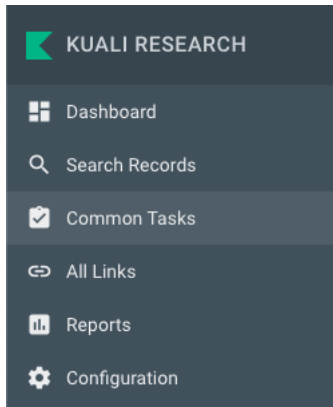 KUALI RESEARCH
Dashboard
Search Records
Common Tasks
All Links
Reports
Configuration